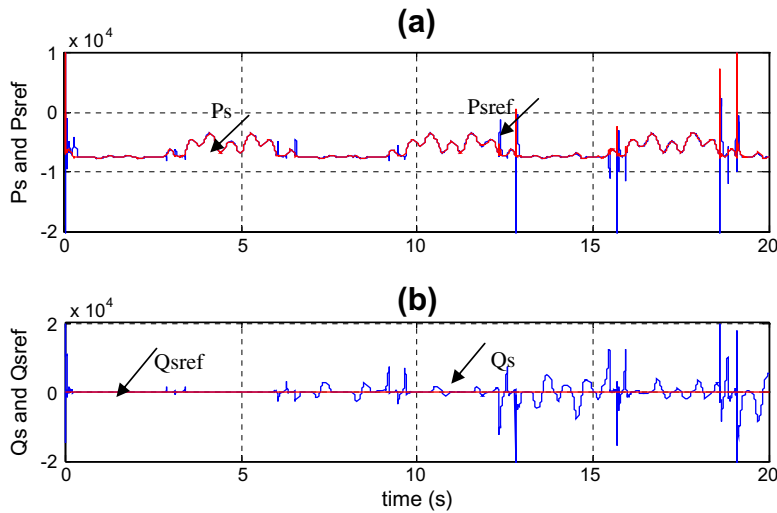 (a)
x 10^4
Ps and Psref
1
0
-1
-2
Ps
Psref
0
5
10
15
20
(b)
x 10^4
Qs and Qsref
2
0
-2
Qsref
Qs
0
5
10
15
20
time (s)